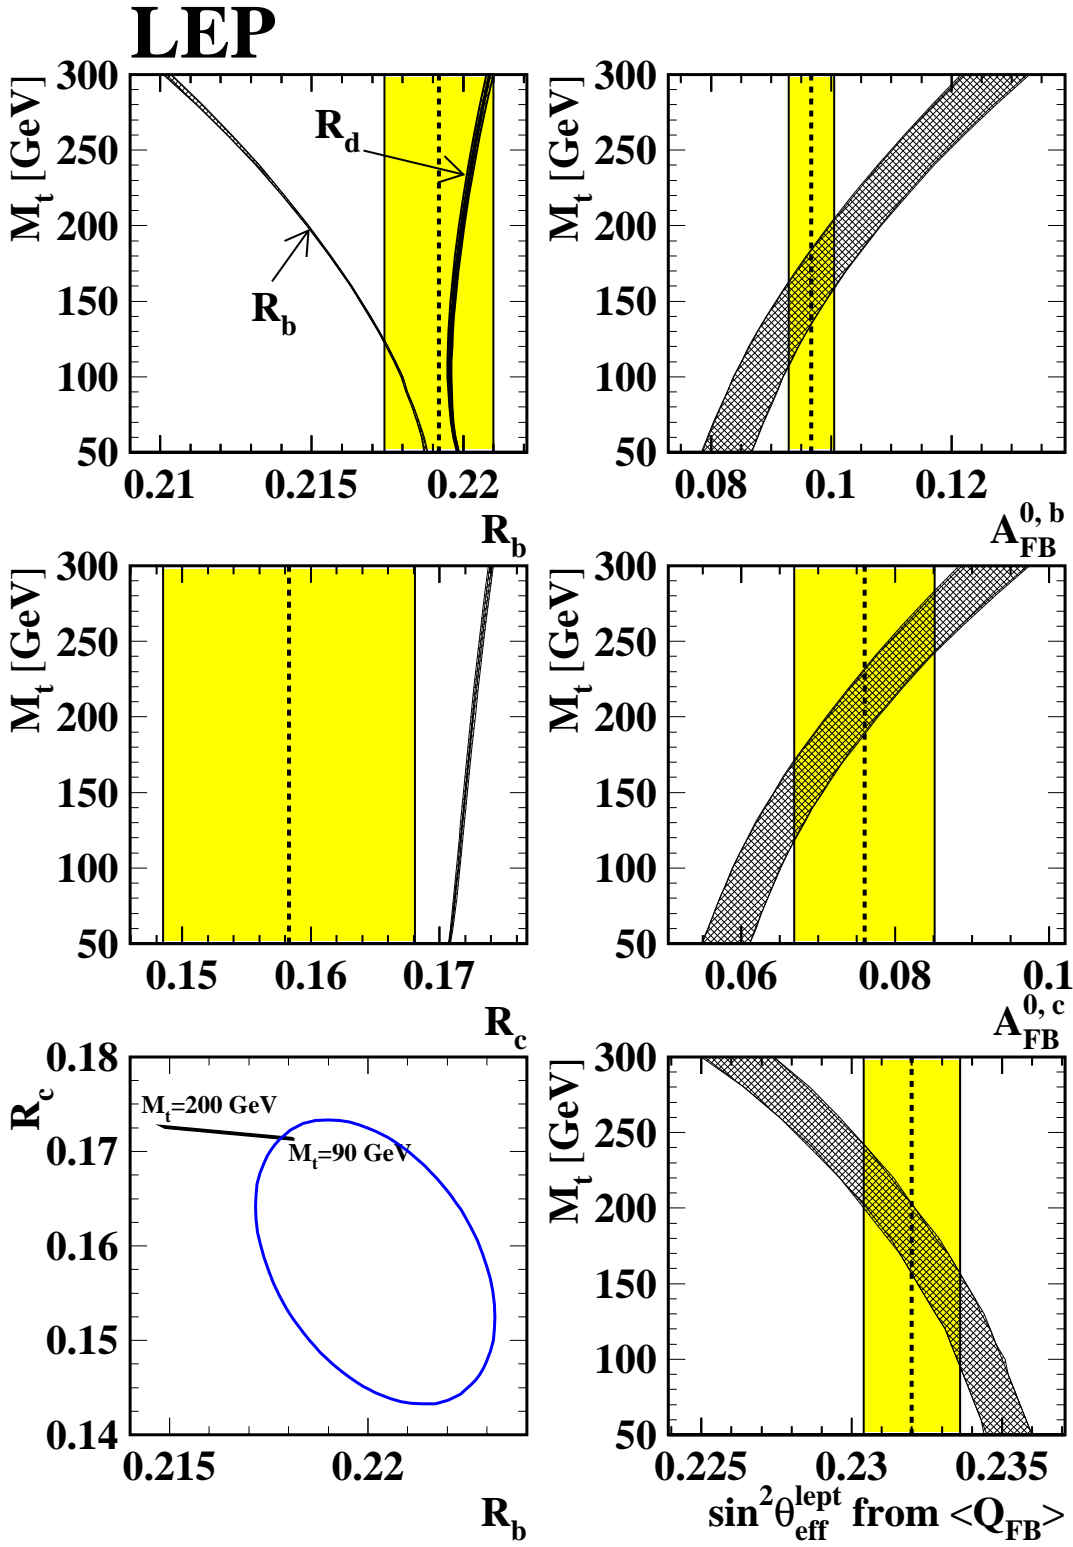 LEP
M_t [GeV]
300
250
200
150
100
50
R_d
R_b
0.21 0.215 0.22
R_b
M_t [GeV]
300
250
200
150
100
50
0.08 0.1 0.12
A_FB^0, b
M_t [GeV]
300
250
200
150
100
50
0.15 0.16 0.17
R_c
M_t [GeV]
300
250
200
150
100
50
0.06 0.08 0.1
A_FB^0, c
R_c
0.18
0.17
0.16
0.15
0.14
M_t=200 GeV
M_t=90 GeV
0.215 0.22
R_b
M_t [GeV]
300
250
200
150
100
50
0.225 0.23 0.235
sin^2θ_eff^lept from <Q_FB>